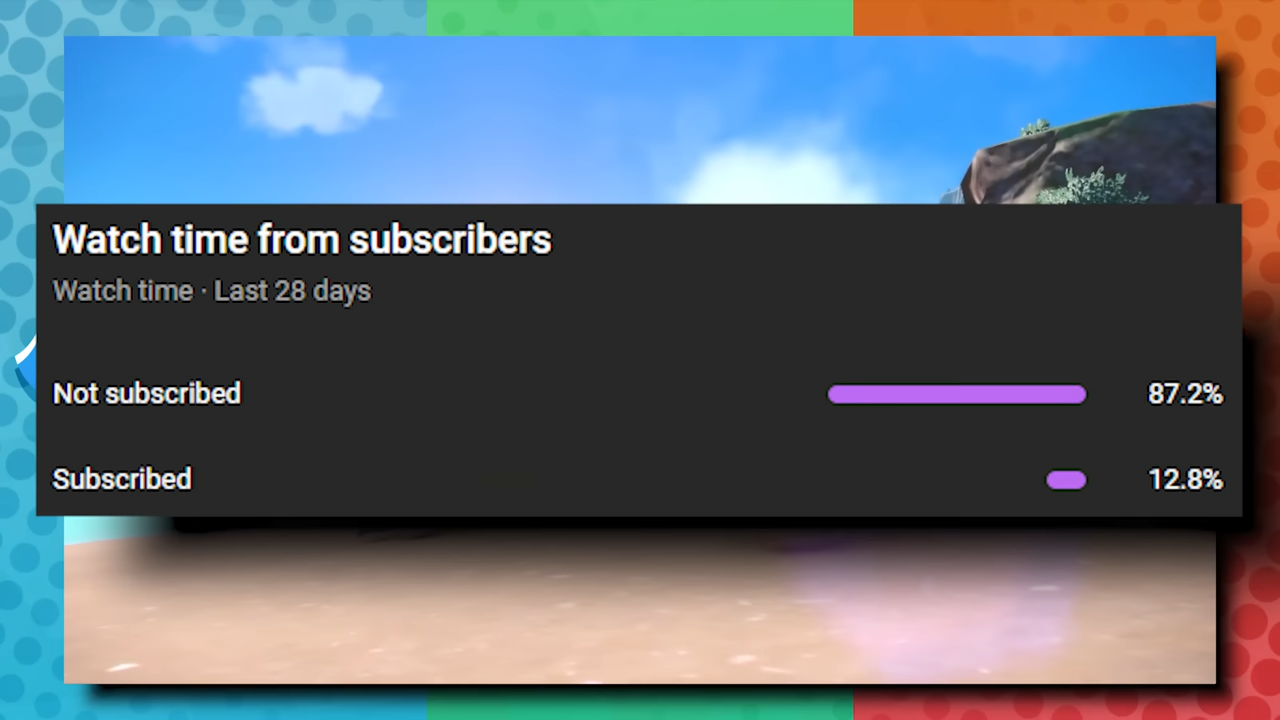 Watch time from subscribers
Watch time · Last 28 days
Not subscribed 87.2%
Subscribed 12.8%